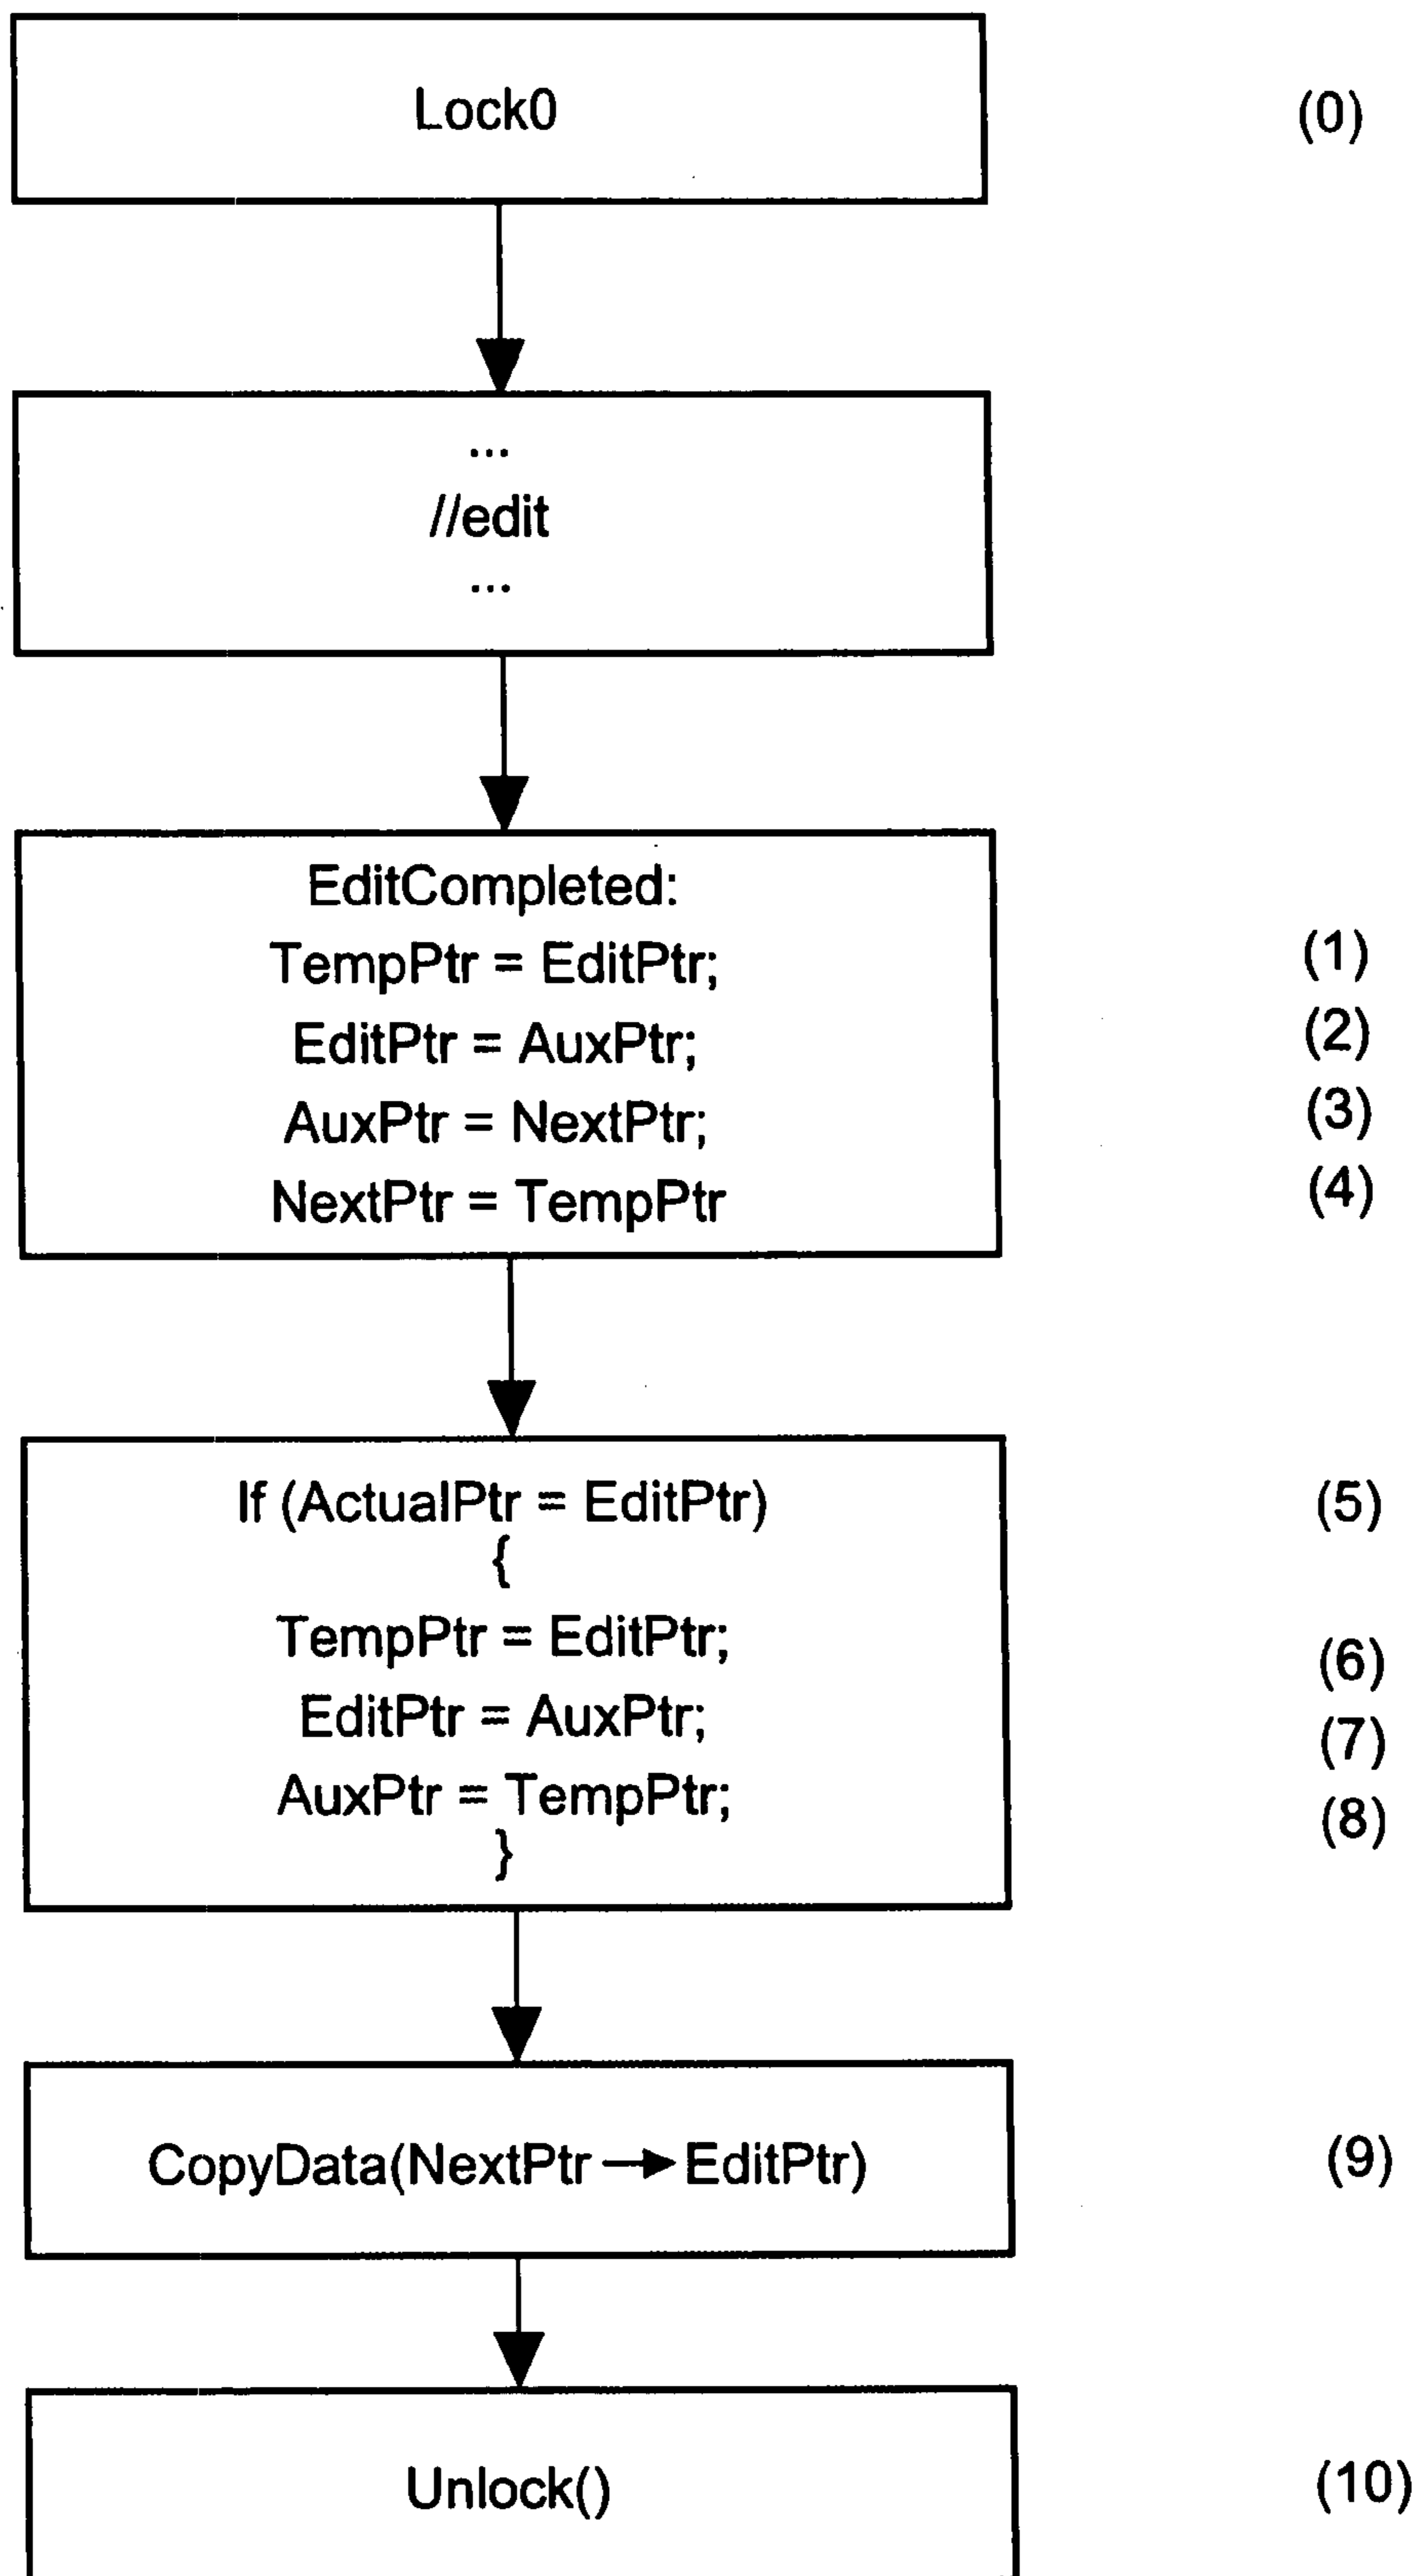 Lock0 (0)
...
//edit
...
EditCompleted:
TempPtr = EditPtr; (1)
EditPtr = AuxPtr; (2)
AuxPtr = NextPtr; (3)
NextPtr = TempPtr (4)
If (ActualPtr = EditPtr) (5)
{
TempPtr = EditPtr; (6)
EditPtr = AuxPtr; (7)
AuxPtr = TempPtr; (8)
}
CopyData(NextPtr → EditPtr) (9)
Unlock() (10)